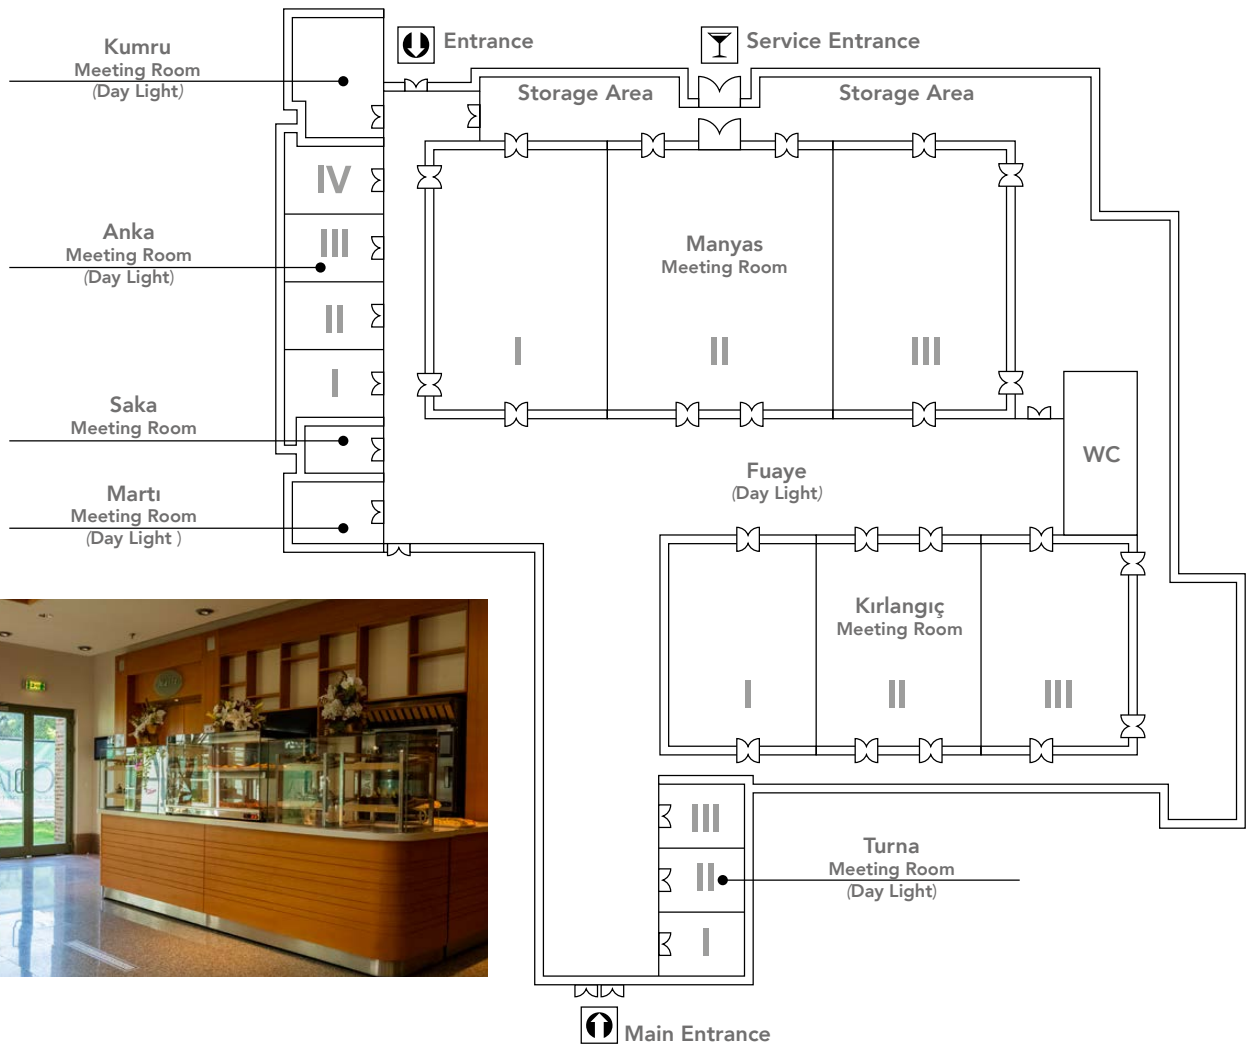 Entrance
Service Entrance
Kumru
Meeting Room
(Day Light)
Storage Area
Storage Area
IV
Anka
Meeting Room
(Day Light)
III
II
I
Manyas
Meeting Room
I
II
III
Saka
Meeting Room
WC
Fuaye
(Day Light)
Martı
Meeting Room
(Day Light )
Kırlangıç
Meeting Room
I
II
III
III
II
I
Turna
Meeting Room
(Day Light)
Main Entrance